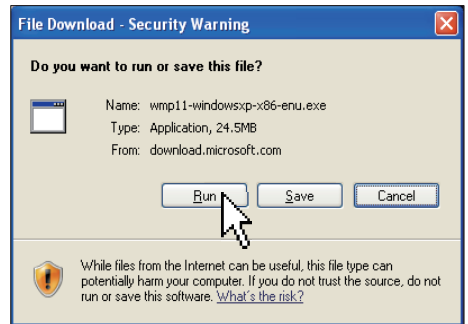 File Download - Security Warning
Do you want to run or save this file?
Name: wmp11-windowsxp-x86-enu.exe
Type: Application, 24.5MB
From: download.microsoft.com
Run Save Cancel
While files from the Internet can be useful, this file type can
potentially harm your computer. If you do not trust the source, do not
run or save this software. What's the risk?